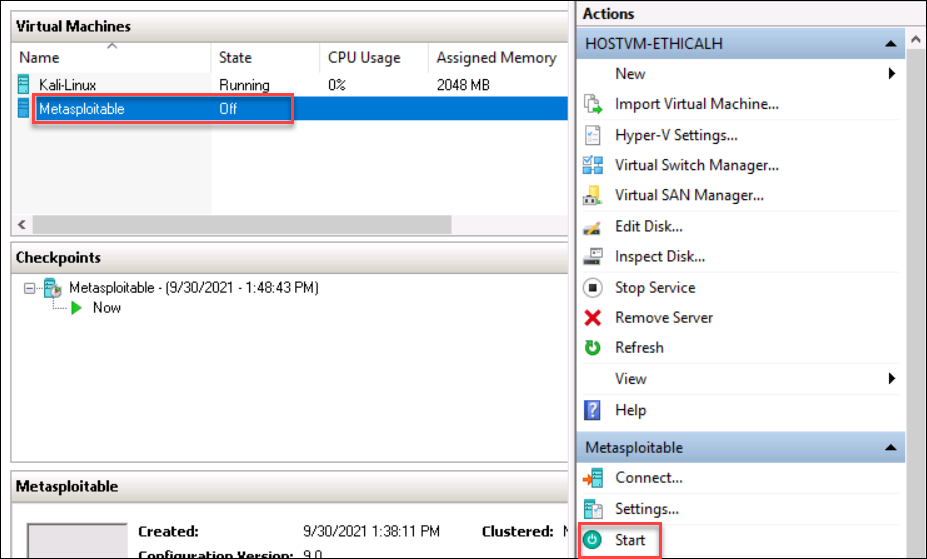 Virtual Machines
Name State CPU Usage Assigned Memory
Kali-Linux Running 0% 2048 MB
Metasploitable Off
Checkpoints
Metasploitable - (9/30/2021 - 1:48:43 PM)
Now
Metasploitable
Created: 9/30/2021 1:38:11 PM Clustered:
Configuration Version: 9.0
Actions
HOSTVM-ETHICALH
New
Import Virtual Machine...
Hyper-V Settings...
Virtual Switch Manager...
Virtual SAN Manager...
Edit Disk...
Inspect Disk...
Stop Service
Remove Server
Refresh
View
Help
Metasploitable
Connect...
Settings...
Start